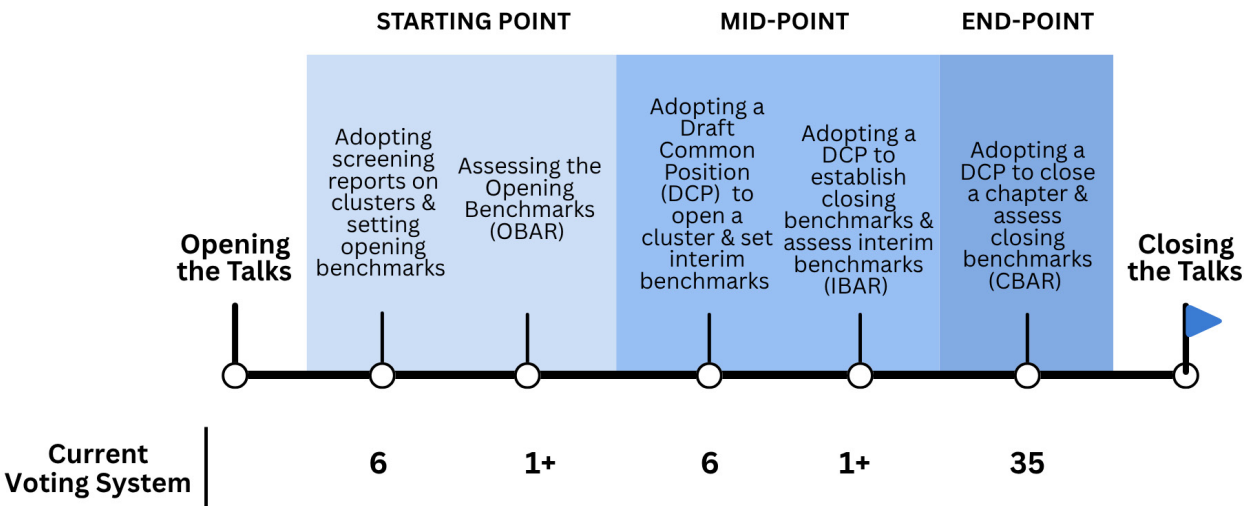 STARTING POINT
MID-POINT
END-POINT
Opening
the Talks
Adopting
screening
reports on
clusters &
setting
opening
benchmarks
Assessing the
Opening
Benchmarks
(OBAR)
Adopting a
Draft
Common
Position
(DCP) to
open a
cluster & set
interim
benchmarks
Adopting a
DCP to
establish
closing
benchmarks &
assess interim
benchmarks
(IBAR)
Adopting a
DCP to close
a chapter &
assess
closing
benchmarks
(CBAR)
Closing
the Talks
Current
Voting System
6
1+
6
1+
35